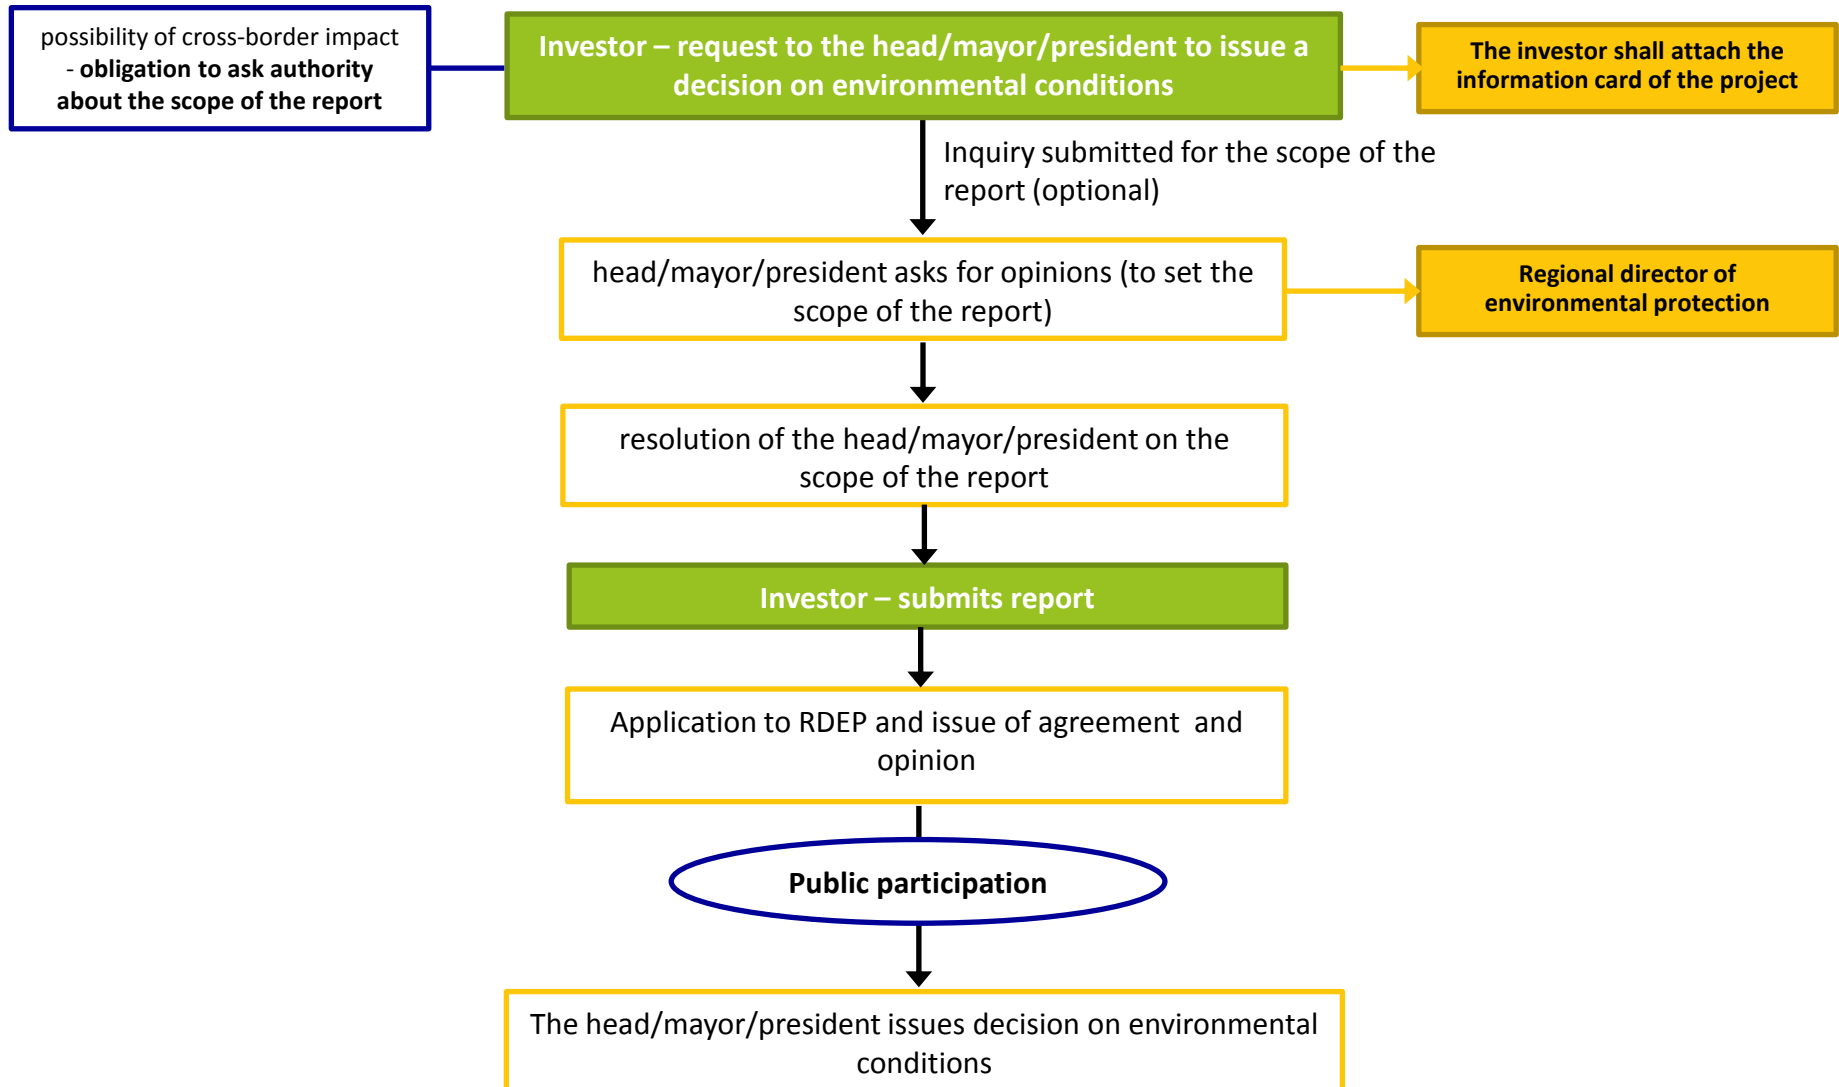 possibility of cross-border impact
- obligation to ask authority
about the scope of the report
Investor – request to the head/mayor/president to issue a
decision on environmental conditions
The investor shall attach the
information card of the project
Inquiry submitted for the scope of the
report (optional)
head/mayor/president asks for opinions (to set the
scope of the report)
Regional director of
environmental protection
resolution of the head/mayor/president on the
scope of the report
Investor – submits report
Application to RDEP and issue of agreement  and
opinion
Public participation
The head/mayor/president issues decision on environmental
conditions